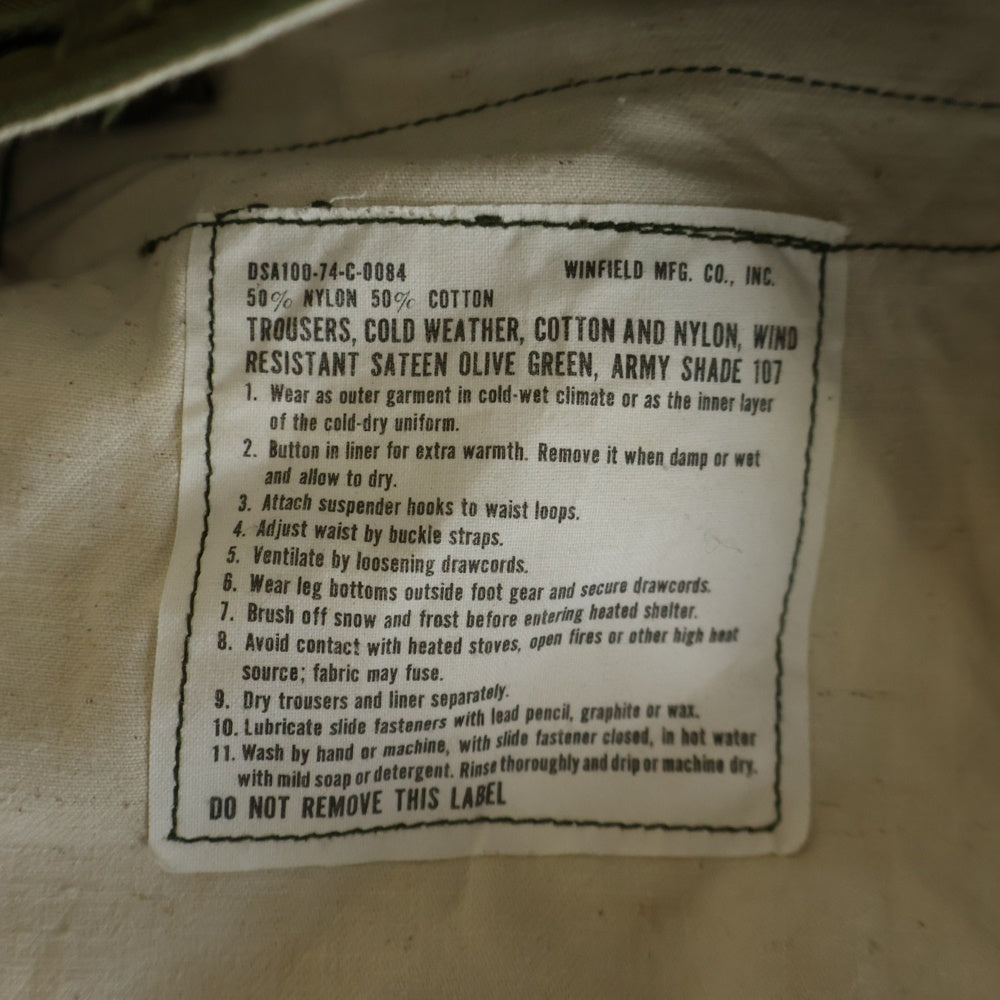 DSA100-74-C-0084 WINFIELD MFG. CO., INC.
50% NYLON 50% COTTON
TROUSERS, COLD WEATHER, COTTON AND NYLON, WIND
RESISTANT SATEEN OLIVE GREEN, ARMY SHADE 107
1. Wear as outer garment in cold-wet climate or as the inner layer
of the cold-dry uniform.
2. Button in liner for extra warmth. Remove it when damp or wet
and allow to dry.
3. Attach suspender hooks to waist loops.
4. Adjust waist by buckle straps.
5. Ventilate by loosening drawcords.
6. Wear leg bottoms outside foot gear and secure drawcords.
7. Brush off snow and frost before entering heated shelter.
8. Avoid contact with heated stoves, open fires or other high heat
source; fabric may fuse.
9. Dry trousers and liner separately.
10. Lubricate slide fasteners with lead pencil, graphite or wax.
11. Wash by hand or machine, with slide fastener closed, in hot water
with mild soap or detergent. Rinse thoroughly and drip or machine dry.
DO NOT REMOVE THIS LABEL